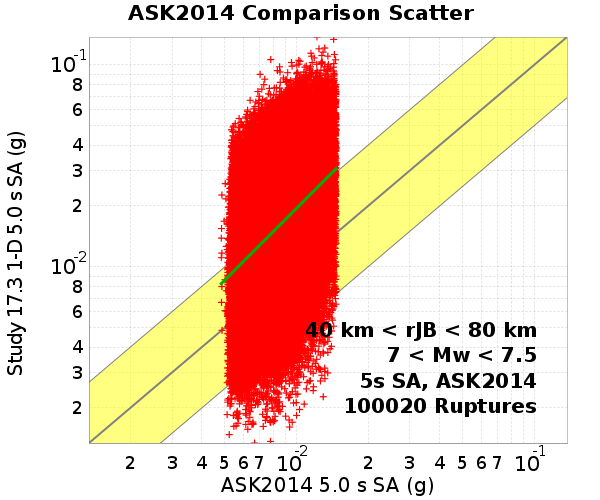 ASK2014 Comparison Scatter
Study 17.3 1-D 5.0 s SA (g)
10-1
8
6
4
3
2
10-2
8
6
4
3
2
40 km < rJB < 80 km
7 < Mw < 7.5
5s SA, ASK2014
100020 Ruptures
2 3 4 5 6 7 10-2 2 3 4 5 6 7 10-1
ASK2014 5.0 s SA (g)